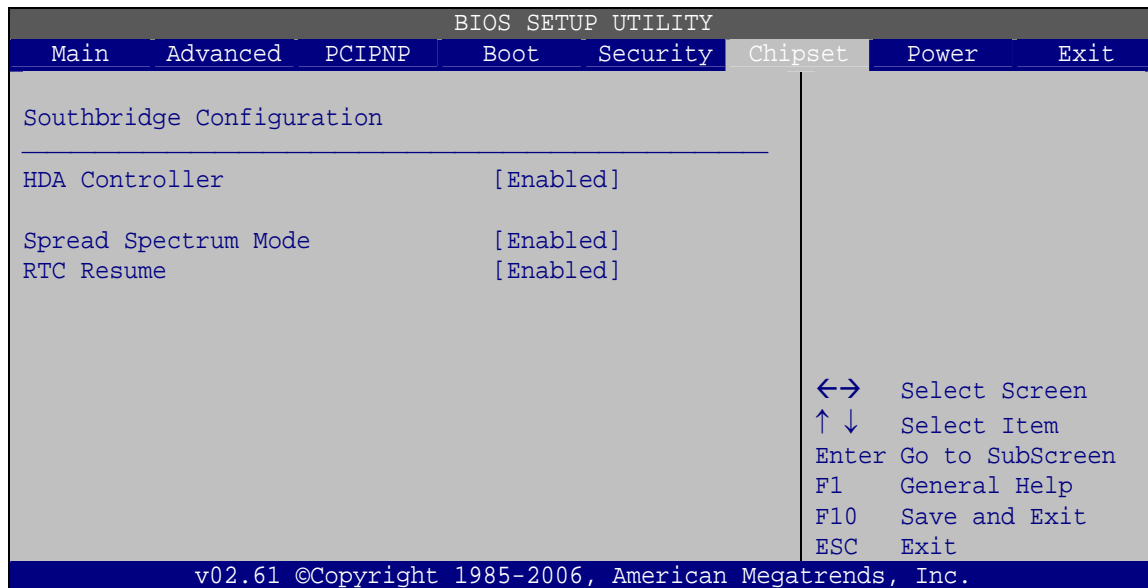 BIOS SETUP UTILITY
Main Advanced PCIPNP Boot Security Chipset Power Exit
Southbridge Configuration
HDA Controller [Enabled]
Spread Spectrum Mode [Enabled]
RTC Resume [Enabled]
←→ Select Screen
↑ ↓ Select Item
Enter Go to SubScreen
F1 General Help
F10 Save and Exit
ESC Exit
v02.61 ©Copyright 1985-2006, American Megatrends, Inc.